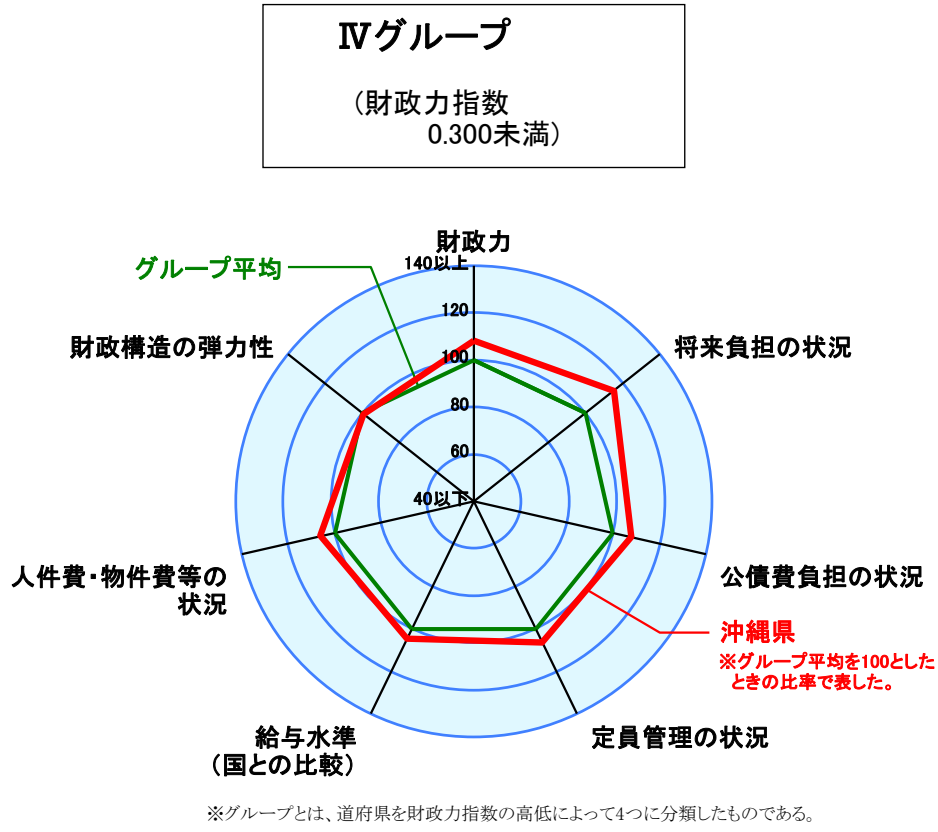 Ⅳグループ
（財政力指数
0.300未満）
財政力
140以上
グループ平均
120
財政構造の弾力性
将来負担の状況
100
80
60
40以下
人件費・物件費等の
状況
公債費負担の状況
沖縄県
※グループ平均を100とした
ときの比率で表した。
給与水準
（国との比較）
定員管理の状況
※グループとは、道府県を財政力指数の高低によって4つに分類したものである。